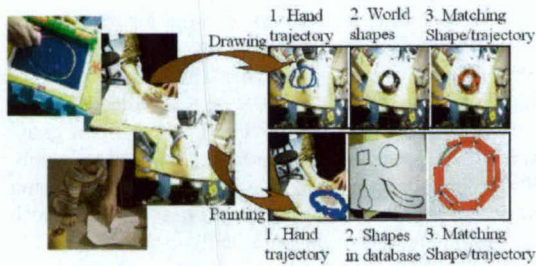 1. Hand 2. World 3. Matching
Drawing trajectory shapes Shape/trajectory
Painting
1. Hand 2. Shapes 3. Matching
trajectory in database Shape/trajectory